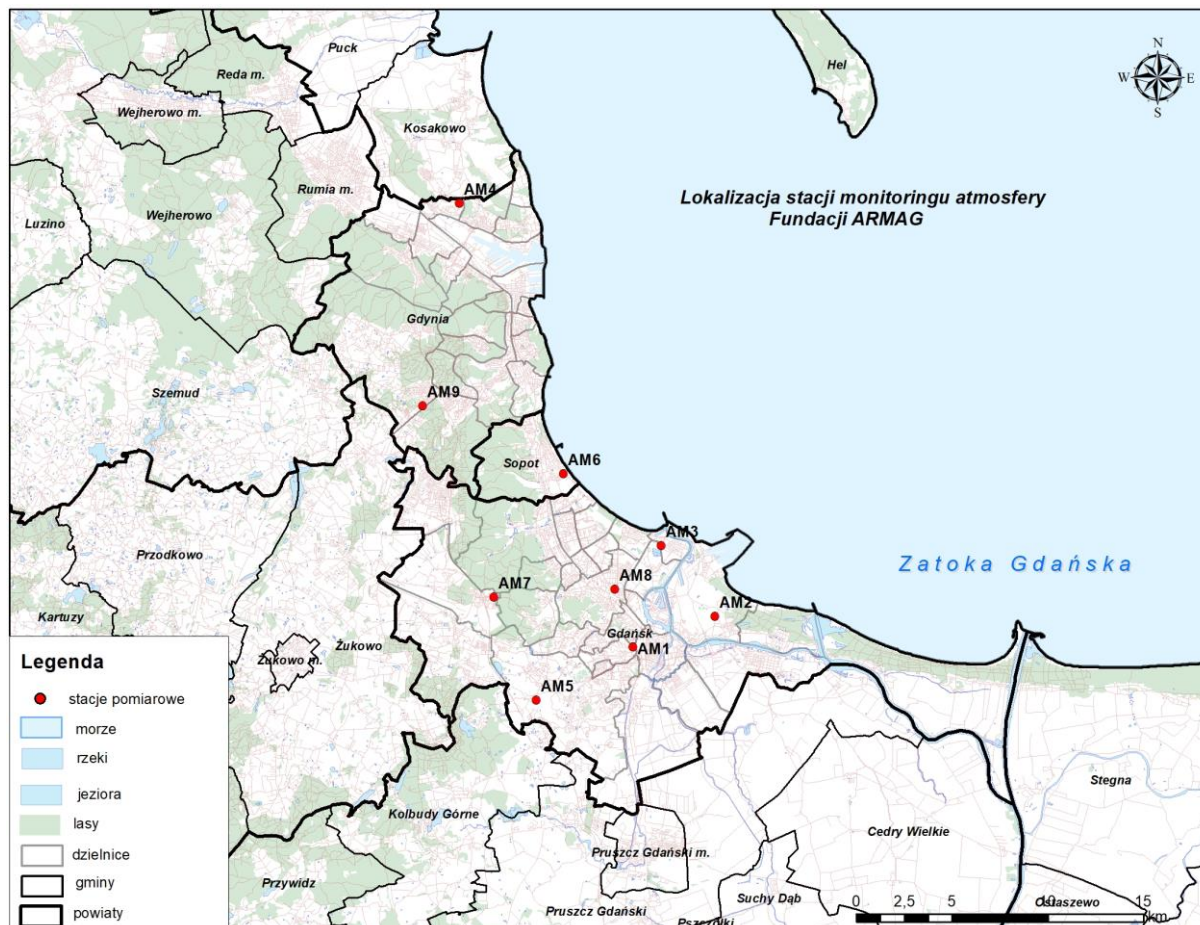 Puck
Reda m.
Hel
N
W
E
S
Wejherowo m.
Kosakowo
Rumia m.
AM4
Lokalizacja stacji monitoringu atmosfery
Fundacji ARMAG
Wejherowo
Luzino
Gdynia
Szemud
AM9
Sopot
AM6
AM3
Przodkowo
Zatoka Gdańska
AM7
AM8
AM2
Kartuzy
Gdańsk
AM1
Żukowo
Żukowo m.
AM5
Legenda
stacje pomiarowe
morze
rzeki
jeziora
lasy
dzielnice
gminy
powiaty
Stegna
Kolbudy Górne
Cedry Wielkie
Pruszcz Gdański m.
Przywidz
Suchy Dąb
Ostaszewo
Pruszcz Gdański
Pszczółki
0 2,5 5 10 15
km